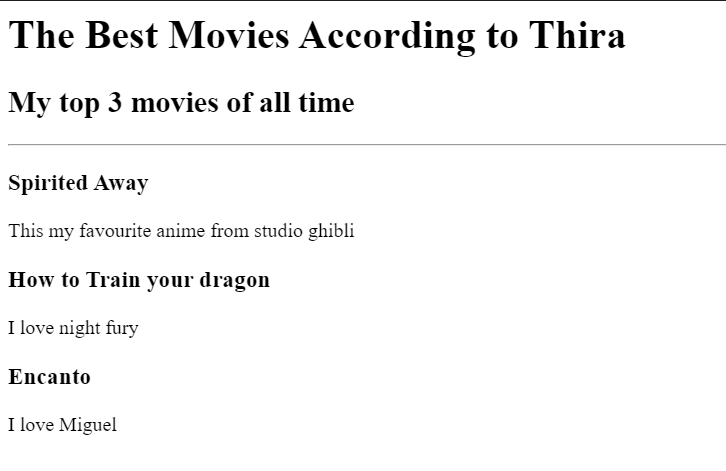 The Best Movies According to Thira
My top 3 movies of all time
Spirited Away
This my favourite anime from studio ghibli
How to Train your dragon
I love night fury
Encanto
I love Miguel